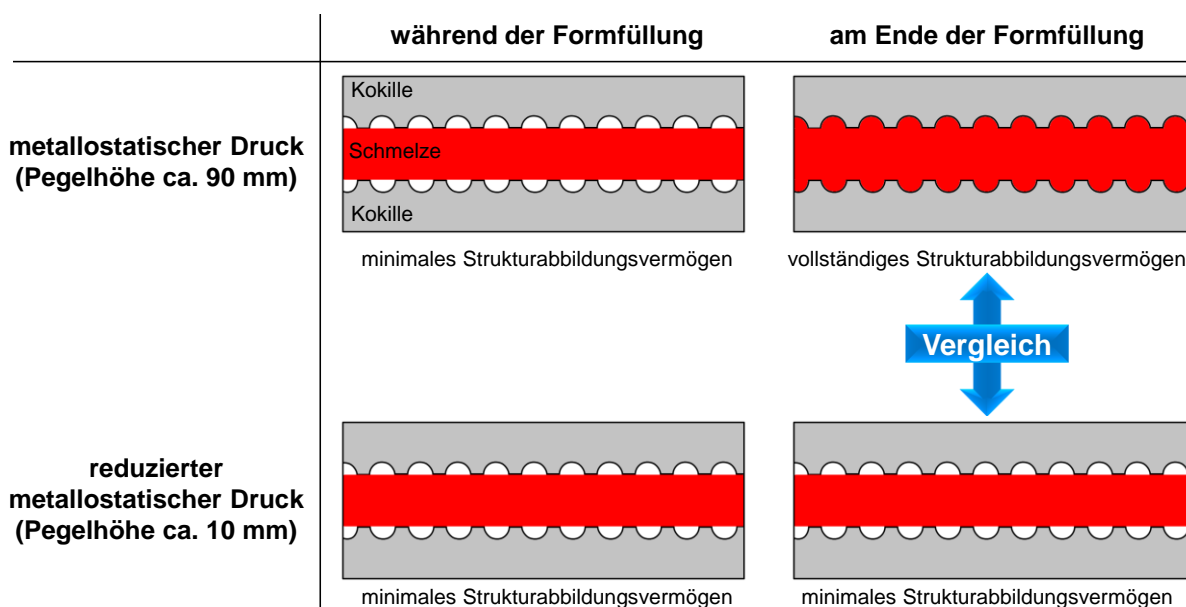 während der Formfüllung
am Ende der Formfüllung
metallostatischer Druck
(Pegelhöhe ca. 90 mm)
Kokille
Schmelze
Kokille
minimales Strukturabbildungsvermögen
vollständiges Strukturabbildungsvermögen
Vergleich
reduzierter
metallostatischer Druck
(Pegelhöhe ca. 10 mm)
minimales Strukturabbildungsvermögen
minimales Strukturabbildungsvermögen